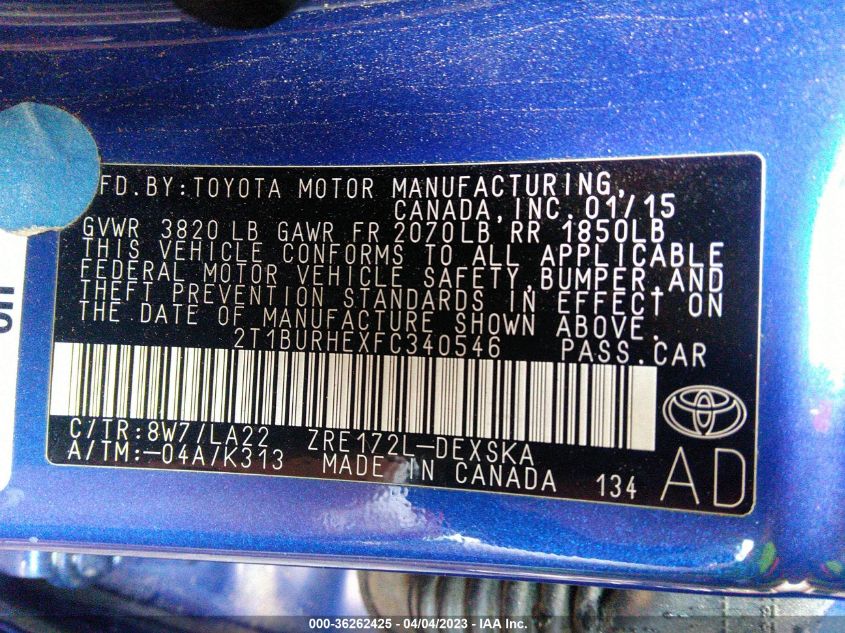 FD.BY:TOYOTA MOTOR MANUFACTURING,
CANADA,INC. 01/15
GVWR 3820 LB GAWR FR 2070LB RR 1850LB
THIS VEHICLE CONFORMS TO ALL APPLICABLE
FEDERAL MOTOR VEHICLE SAFETY,BUMPER,AND
THEFT PREVENTION STANDARDS IN EFFECT ON
THE DATE OF MANUFACTURE SHOWN ABOVE.
2T1BURHEXFC340546 PASS.CAR
C/TR:8W7/LA22 ZRE172L-DEXSKA
A/TM:-04A/K313 MADE IN CANADA 134
AD
000-36262425 - 04/04/2023 - IAA Inc.